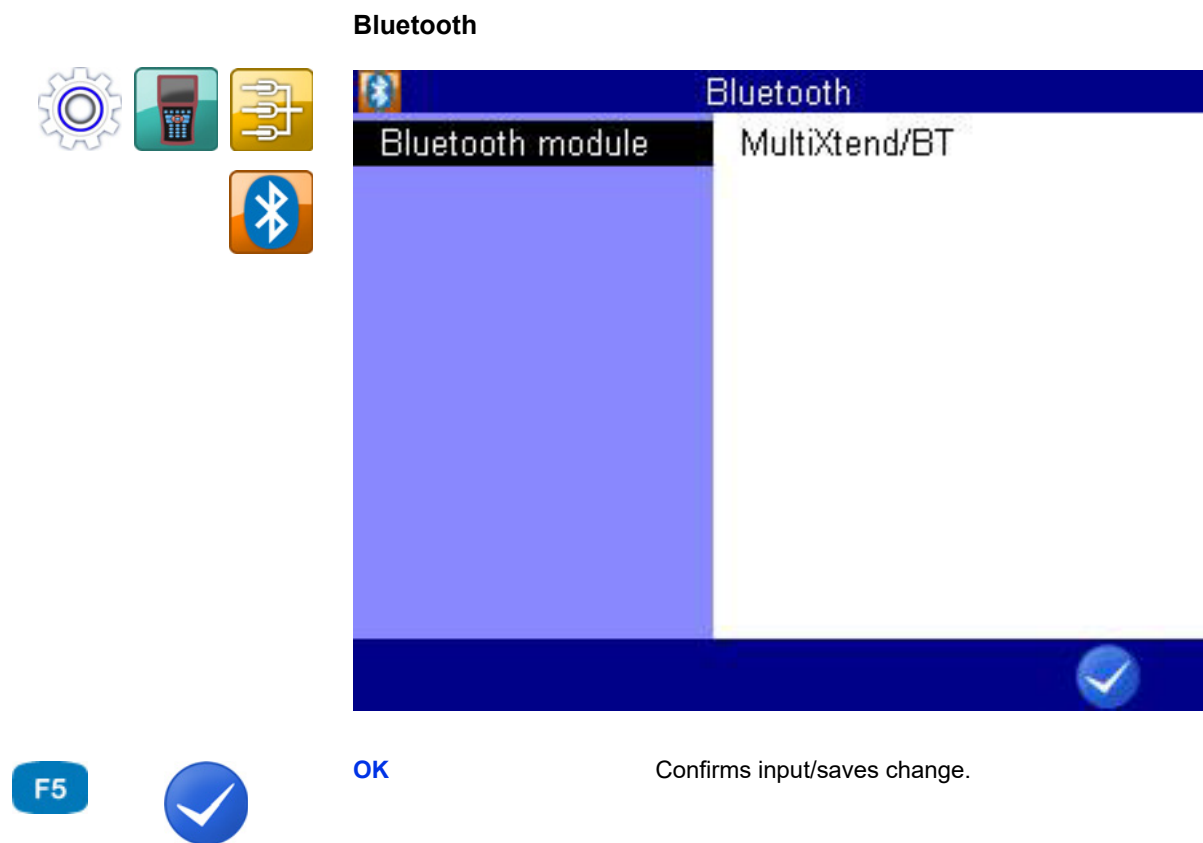 Bluetooth
Bluetooth
Bluetooth module MultiXtend/BT
F5 OK Confirms input/saves change.